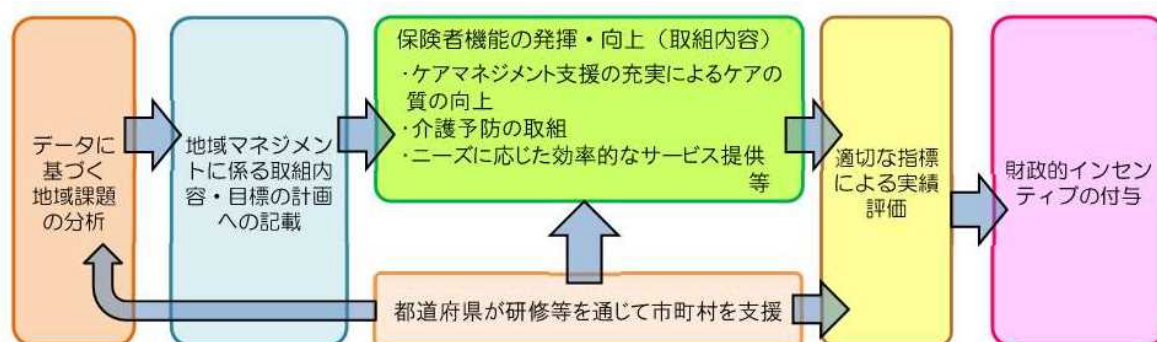 データに
基づく
地域課題
の分析
地域マネジメン
トに係る取組内
容・目標の計画
への記載
保険者機能の発揮・向上（取組内容）
・ケアマネジメント支援の充実によるケアの
質の向上
・介護予防の取組
・ニーズに応じた効率的なサービス提供
等
都道府県が研修等を通じて市町村を支援
適切な指標
による実績
評価
財政的インセン
ティブの付与